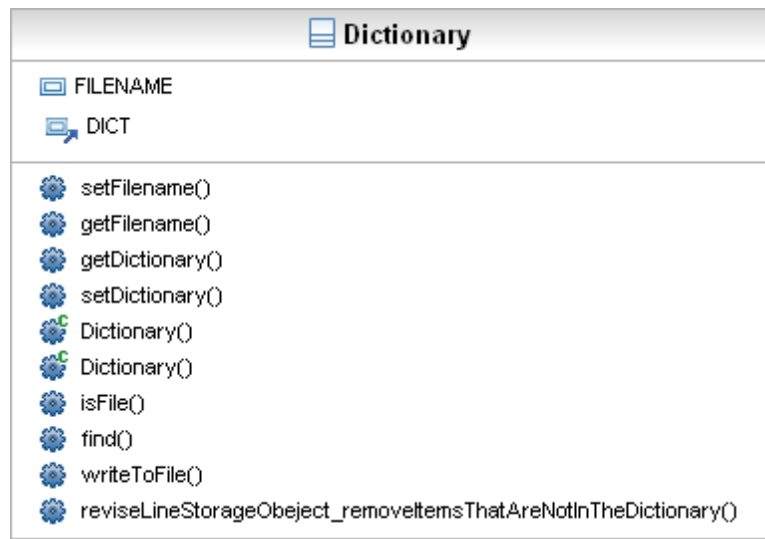 Dictionary
FILENAME
DICT
setFilename()
getFilename()
getDictionary()
setDictionary()
Dictionary()
Dictionary()
isFile()
find()
writeToFile()
reviseLineStorageObeject_removeItemsThatAreNotInTheDictionary()